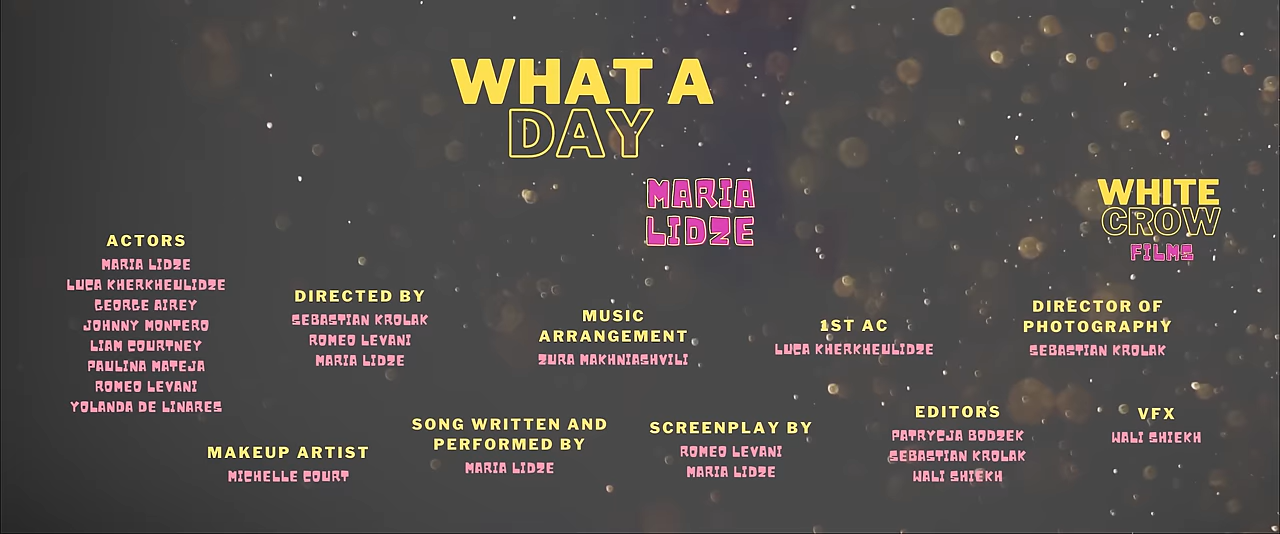 WHAT A
DAY
MARIA
LIDZE
WHITE
CROW
FILMS
ACTORS
MARIA LIDZE
LUCA KHERKHEULIDZE
GEORGE AIREY
JOHNNY MONTERO
LIAM COURTNEY
PAULINA MATEJA
ROMEO LEVANI
YOLANDA DE LINARES
DIRECTED BY
SEBASTIAN KROLAK
ROMEO LEVANI
MARIA LIDZE
MUSIC
ARRANGEMENT
ZURA MAKHNIASHVILI
1ST AC
LUCA KHERKHEULIDZE
DIRECTOR OF
PHOTOGRAPHY
SEBASTIAN KROLAK
MAKEUP ARTIST
MICHELLE COURT
SONG WRITTEN AND
PERFORMED BY
MARIA LIDZE
SCREENPLAY BY
ROMEO LEVANI
MARIA LIDZE
EDITORS
PATRYCJA BODZEK
SEBASTIAN KROLAK
WALI SHIEKH
VFX
WALI SHIEKH